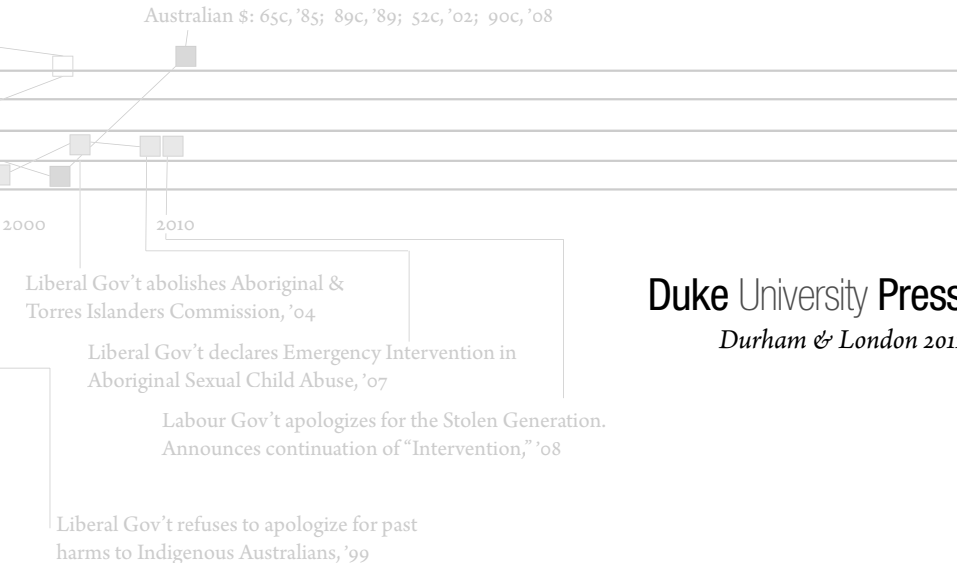 Australian $: 65c, ’85; 89c, ’89; 52c, ’02; 90c, ’08
2000
2010
Liberal Gov’t abolishes Aboriginal &
Torres Islanders Commission, ’04
Liberal Gov’t declares Emergency Intervention in
Aboriginal Sexual Child Abuse, ’07
Labour Gov’t apologizes for the Stolen Generation.
Announces continuation of “Intervention,” ’08
Liberal Gov’t refuses to apologize for past
harms to Indigenous Australians, ’99
Duke University Press
Durham & London 2011